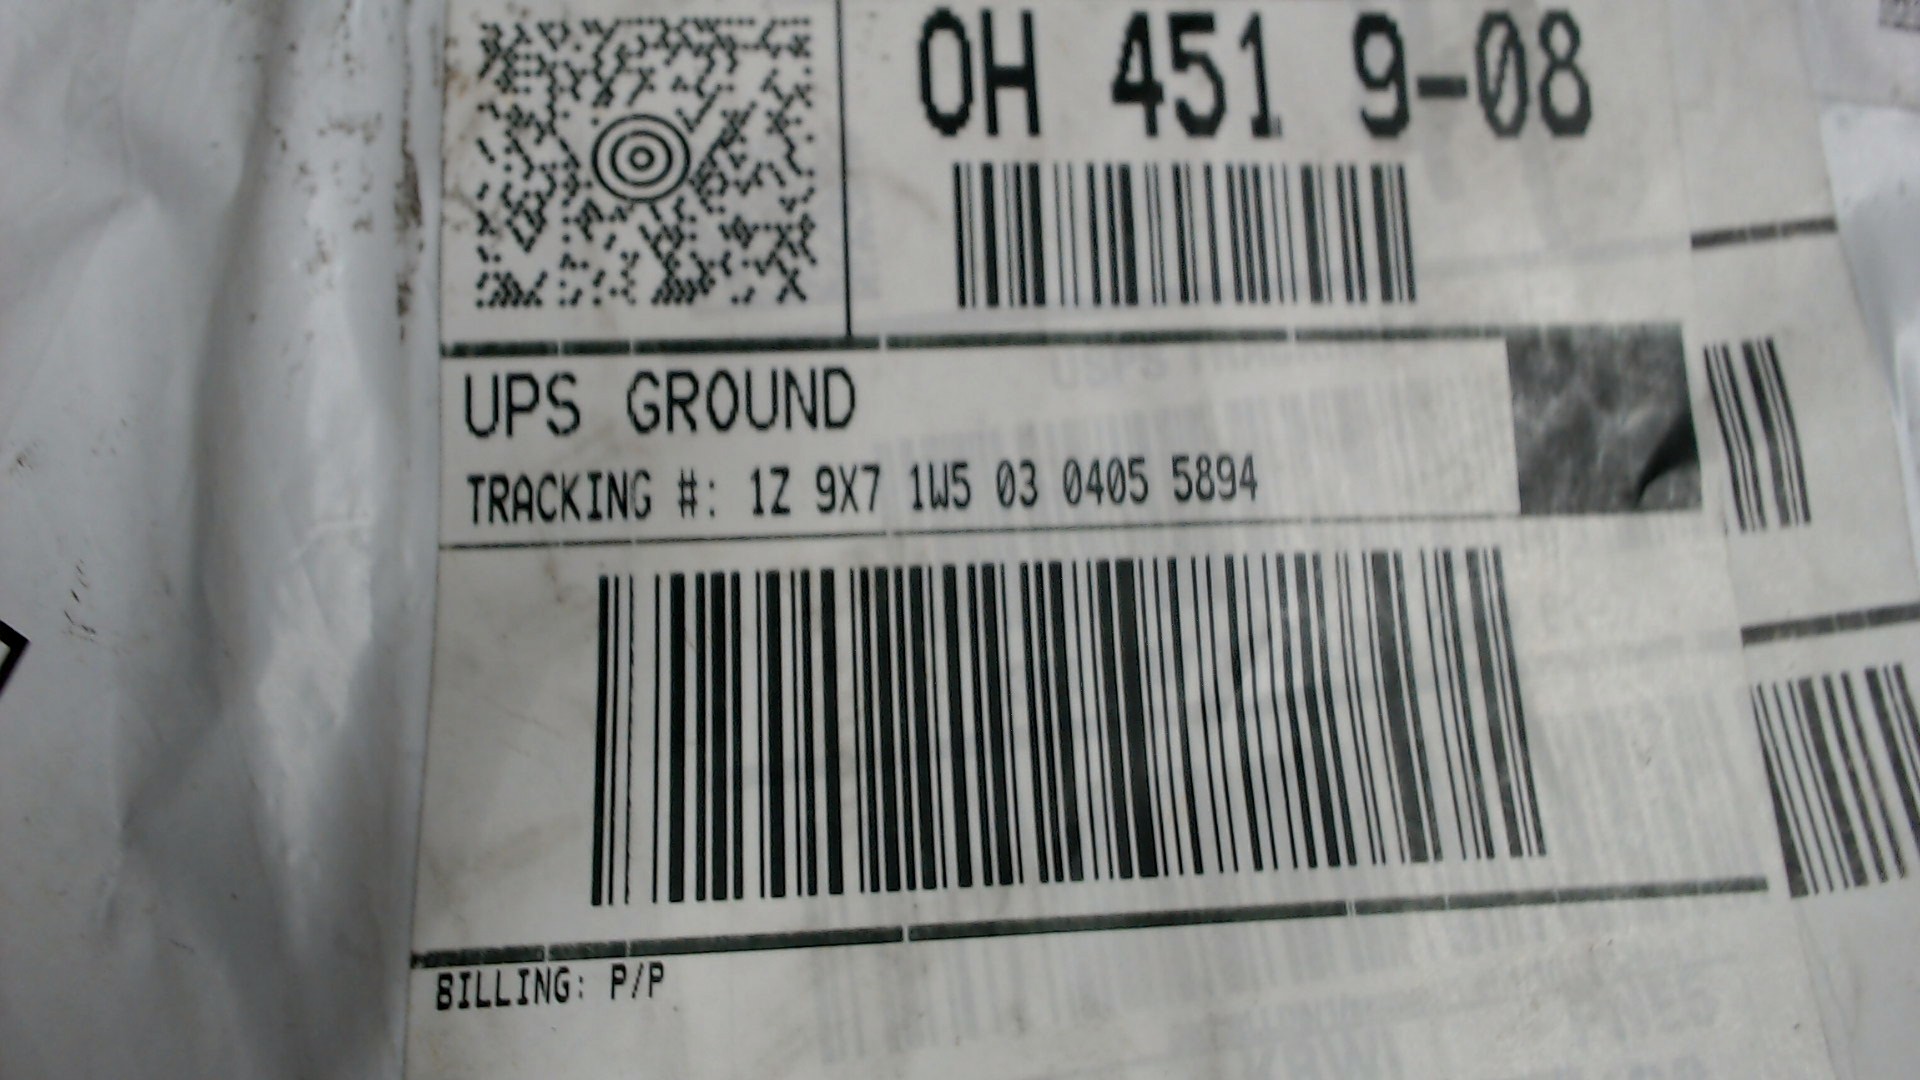 OH 451 9-08
UPS GROUND
TRACKING #: 1Z 9X7 1W5 03 0405 5894
BILLING: P/P